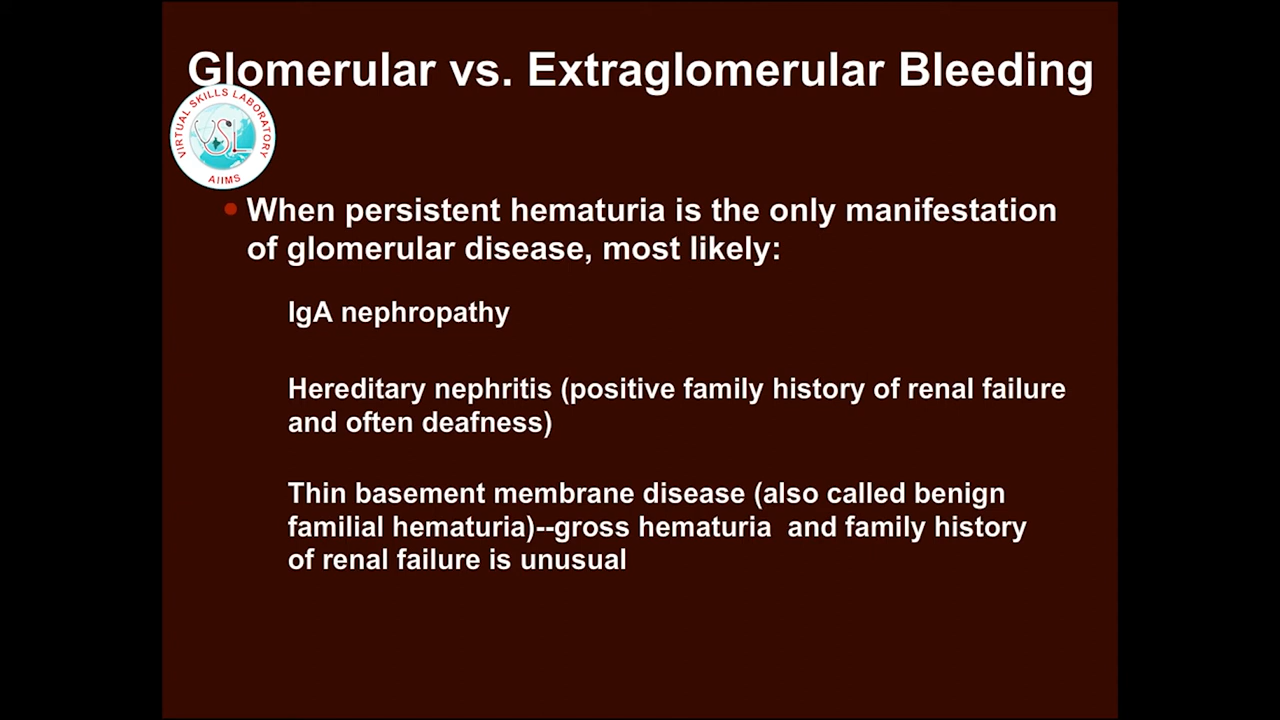 Glomerular vs. Extraglomerular Bleeding
VIRTUAL SKILLS LABORATORY
VSL
AIIMS
• When persistent hematuria is the only manifestation
of glomerular disease, most likely:
IgA nephropathy
Hereditary nephritis (positive family history of renal failure
and often deafness)
Thin basement membrane disease (also called benign
familial hematuria)--gross hematuria and family history
of renal failure is unusual